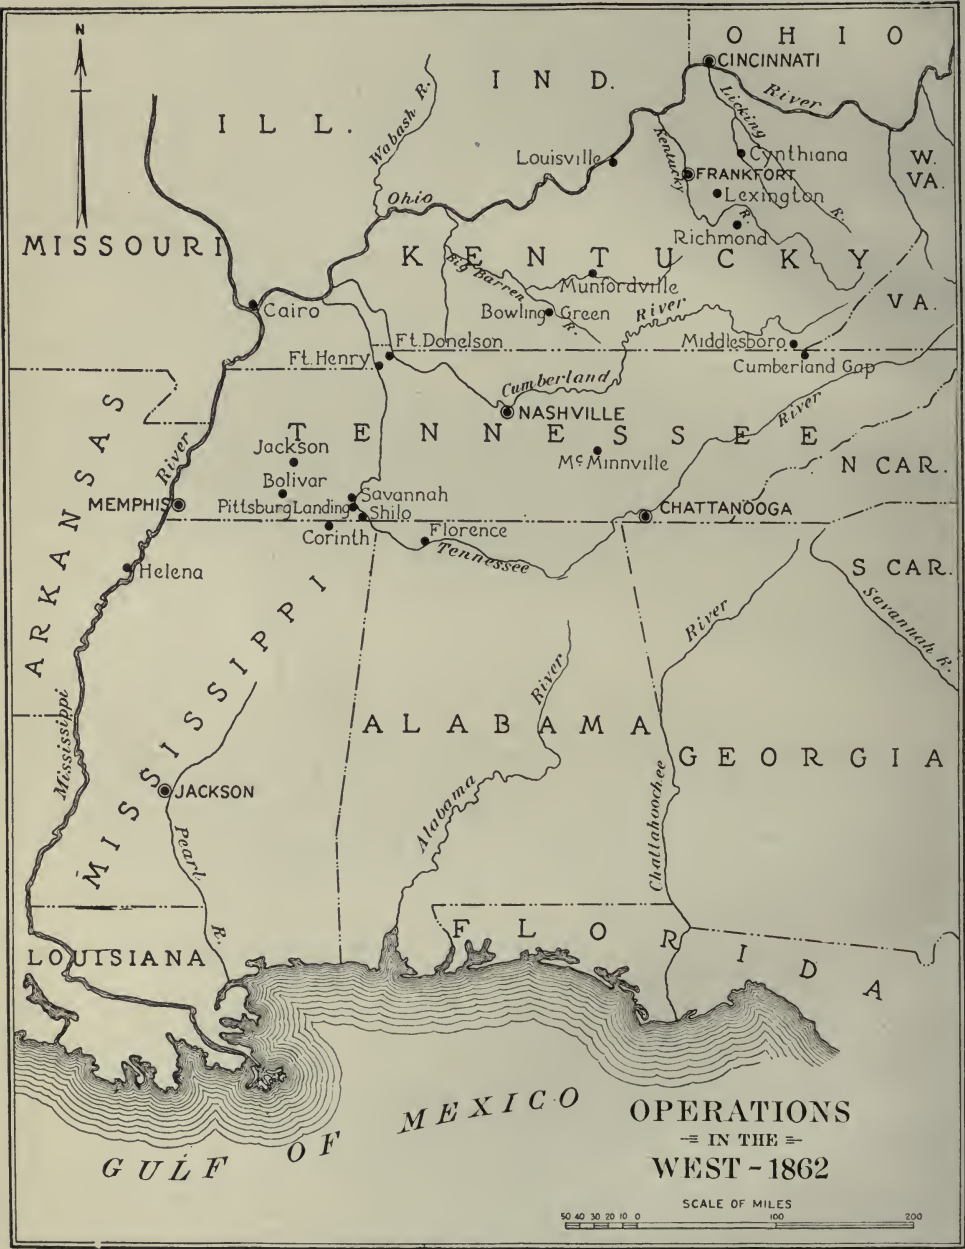 N
OHIO
CINCINNATI
IND.
ILL.
River
Licking
R.
Wabash R.
Louisville
Kentucky
R.
Cynthiana
W.
VA.
FRANKFORT
Lexington
Ohio
Richmond
MISSOURI
KENTUCKY
Big Barren
R.
Munfordville
VA.
Cairo
Bowling Green
River
Ft. Donelson
Middlesboro
Ft. Henry
Cumberland Gap
Cumberland
NASHVILLE
River
ARKANSAS
TENNESSEE
River
Jackson
McMinnville
N CAR.
Bolivar
Savannah
MEMPHIS
Pittsburg Landing
Shilo
CHATTANOOGA
Corinth
Florence
Tennessee
Helena
S CAR.
Savannah R.
River
MISSISSIPPI
River
Mississippi
ALABAMA
GEORGIA
JACKSON
Alabama
Chattahoochee
Pearl
R.
FLORIDA
LOUISIANA
GULF OF MEXICO
OPERATIONS
IN THE
WEST - 1862
SCALE OF MILES
50 40 30 20 10 0 100 200